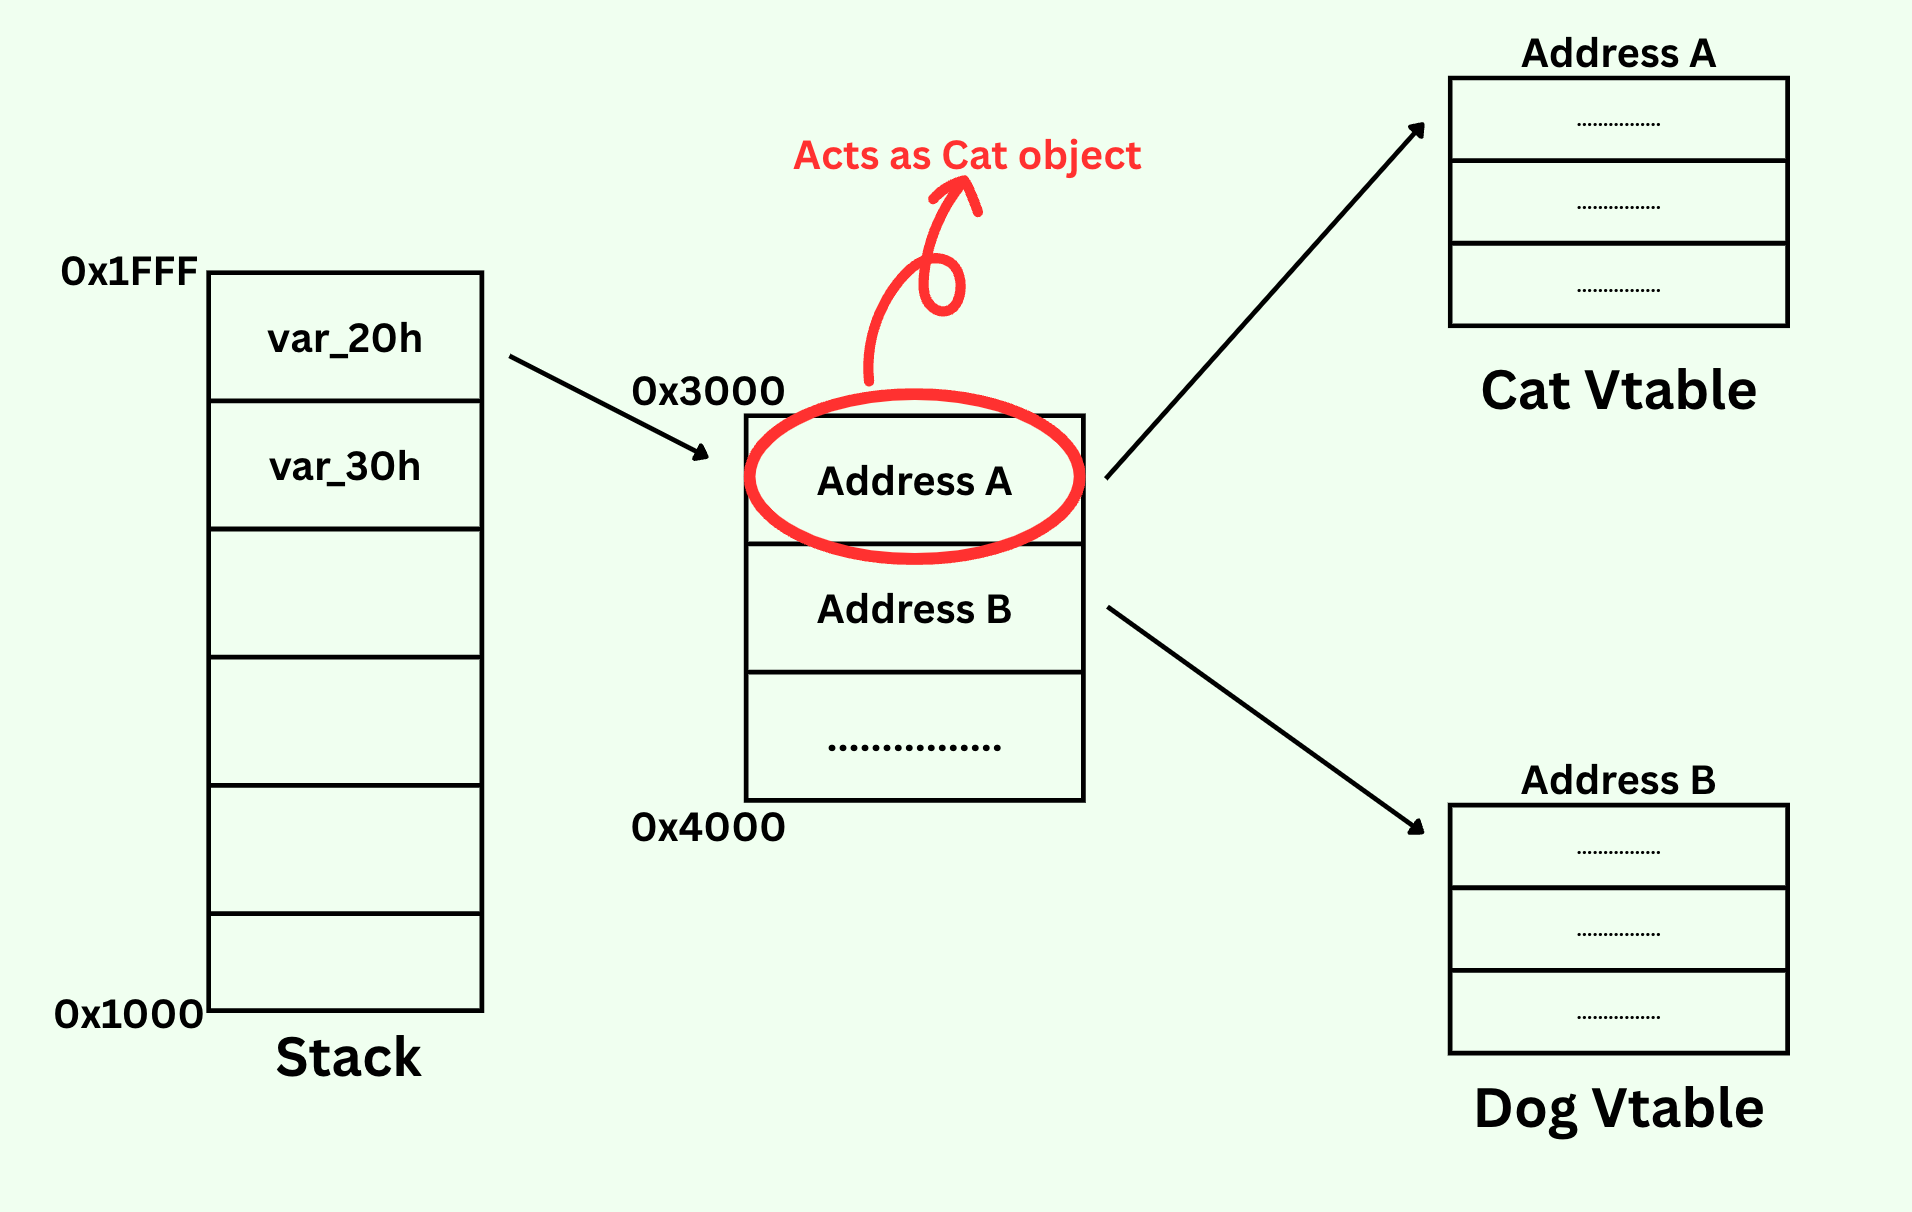 0x1FFF
var_20h
var_30h
0x1000
Stack
Acts as Cat object
0x3000
Address A
Address B
................
0x4000
Address A
................
................
................
Cat Vtable
Address B
................
................
................
Dog Vtable